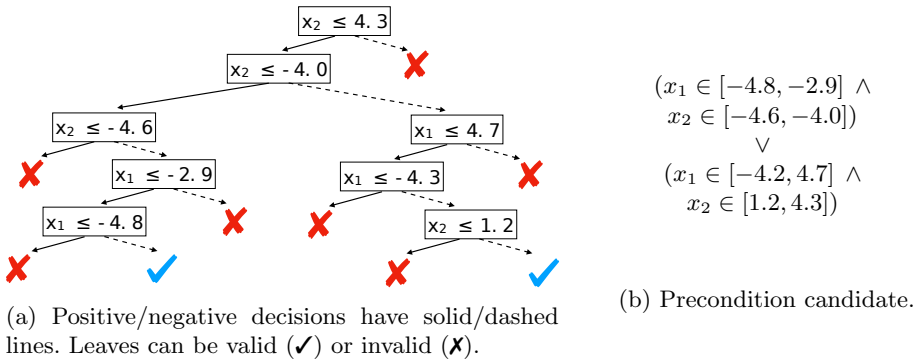 x₂ ≤ 4.3
x₂ ≤ -4.0
x₂ ≤ -4.6
x₁ ≤ 4.7
x₁ ≤ -2.9
x₁ ≤ -4.3
x₁ ≤ -4.8
x₂ ≤ 1.2
(a) Positive/negative decisions have solid/dashed
lines. Leaves can be valid (✓) or invalid (✗).
(x₁ ∈ [−4.8, −2.9] ∧
x₂ ∈ [−4.6, −4.0])
∨
(x₁ ∈ [−4.2, 4.7] ∧
x₂ ∈ [1.2, 4.3])
(b) Precondition candidate.